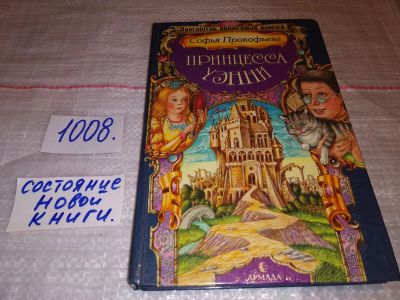 Софья Прокофьева
ПРИНЦЕССА
УЭННИ
АРМАДА
1008.
СОСТОЯНИЕ
НОВОЙ
КНИГИ.